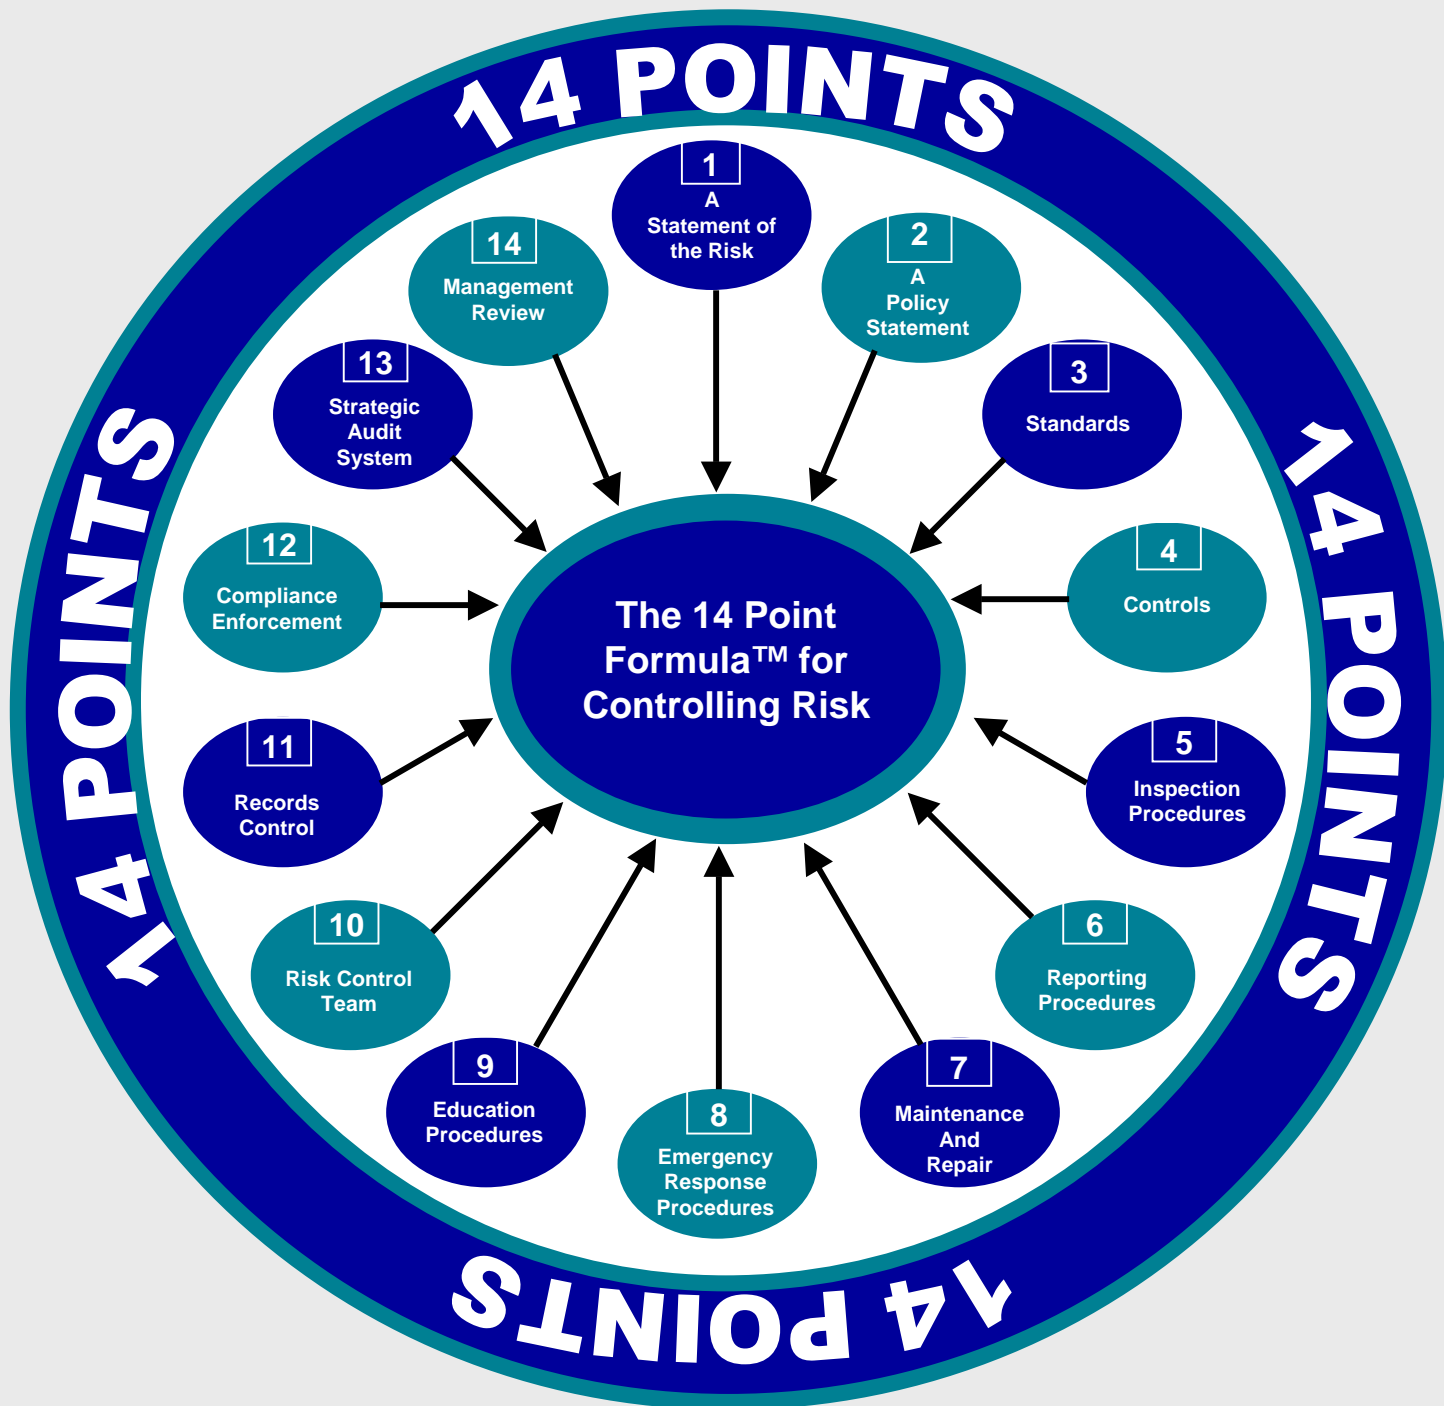 14 POINTS
1
A
Statement of
the Risk
2
A
Policy
Statement
3
Standards
4
Controls
5
Inspection
Procedures
6
Reporting
Procedures
7
Maintenance
And
Repair
8
Emergency
Response
Procedures
9
Education
Procedures
10
Risk Control
Team
11
Records
Control
12
Compliance
Enforcement
13
Strategic
Audit
System
14
Management
Review
The 14 Point
Formula™ for
Controlling Risk
14 POINTS
14 POINTS
14 POINTS